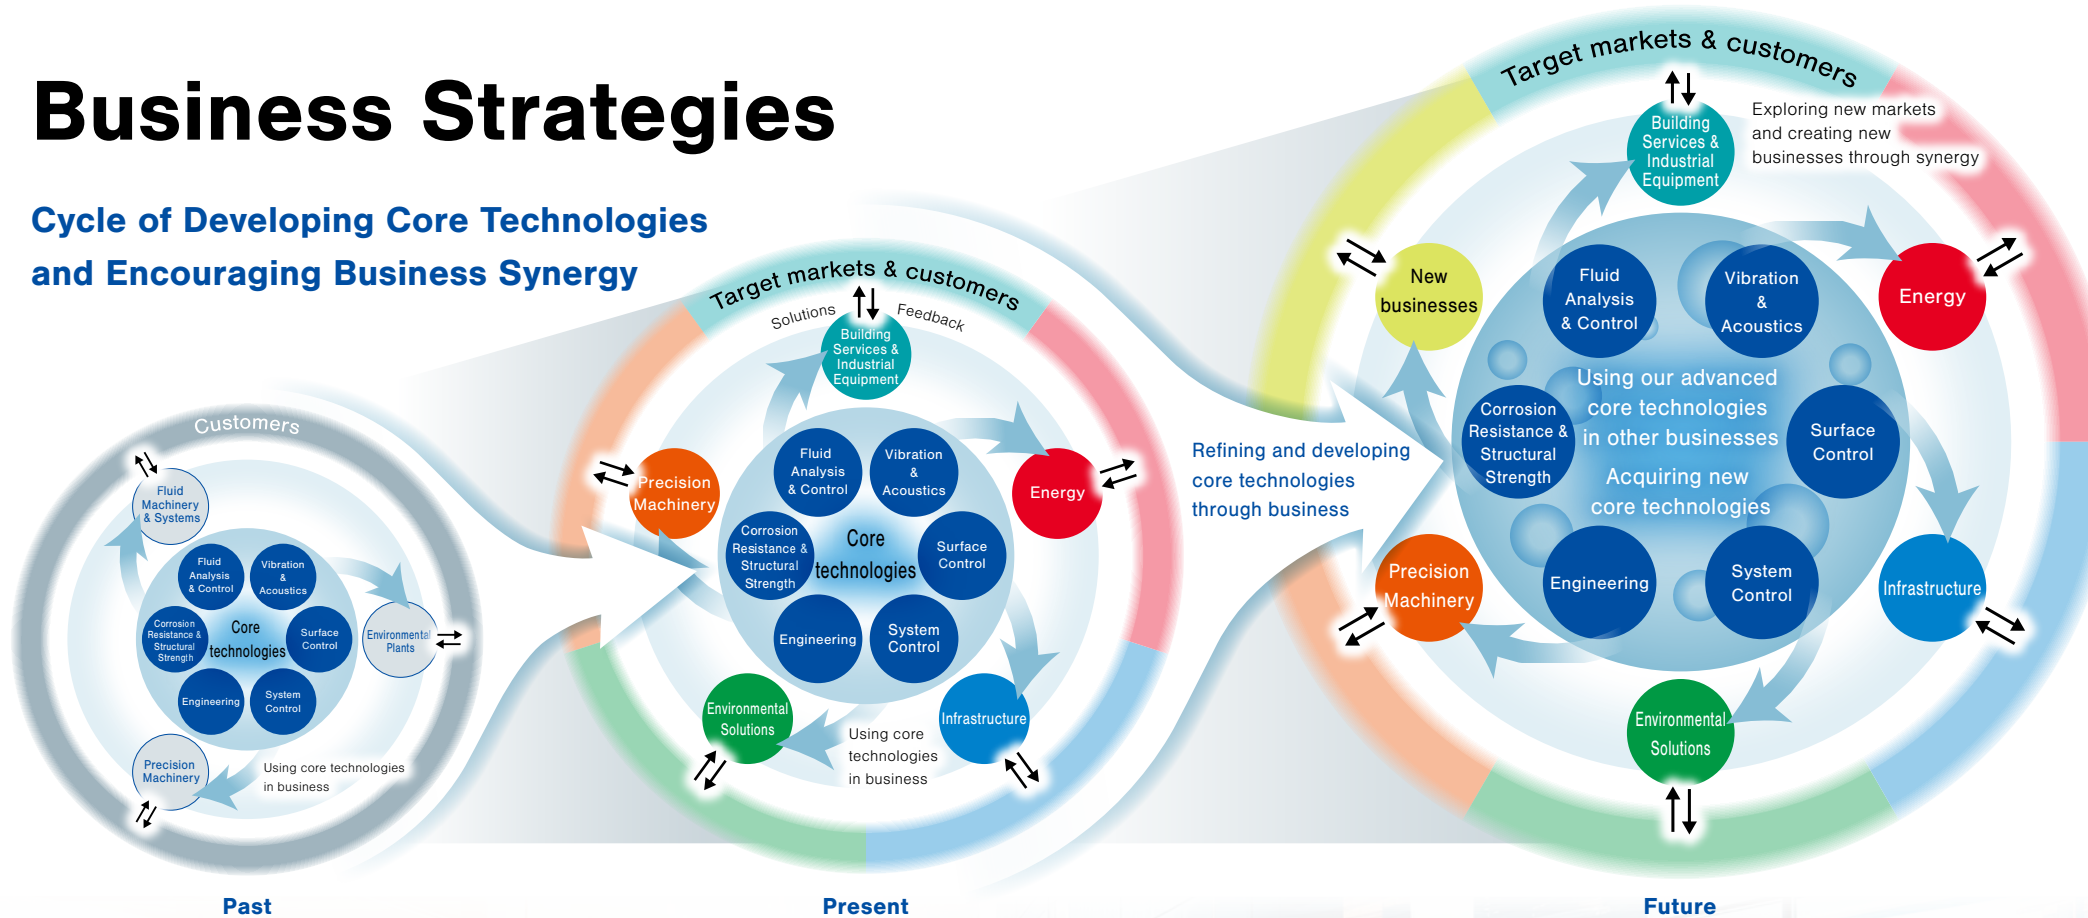 Business Strategies
Cycle of Developing Core Technologies
and Encouraging Business Synergy
Customers
Fluid
Machinery
& Systems
Fluid
Analysis
& Control
Vibration
&
Acoustics
Corrosion
Resistance &
Structural
Strength
Core
technologies
Surface
Control
Environmental
Plants
Engineering
System
Control
Precision
Machinery
Using core technologies
in business
Past
Target markets & customers
Solutions
Feedback
Building
Services &
Industrial
Equipment
Precision
Machinery
Fluid
Analysis
& Control
Vibration
&
Acoustics
Energy
Corrosion
Resistance &
Structural
Strength
Core
technologies
Surface
Control
Engineering
System
Control
Environmental
Solutions
Infrastructure
Using core
technologies
in business
Present
Refining and developing
core technologies
through business
Target markets & customers
Building
Services &
Industrial
Equipment
Exploring new markets
and creating new
businesses through synergy
New
businesses
Fluid
Analysis
& Control
Vibration
&
Acoustics
Energy
Using our advanced
core technologies
in other businesses
Acquiring new
core technologies
Corrosion
Resistance &
Structural
Strength
Surface
Control
Precision
Machinery
Engineering
System
Control
Infrastructure
Environmental
Solutions
Future